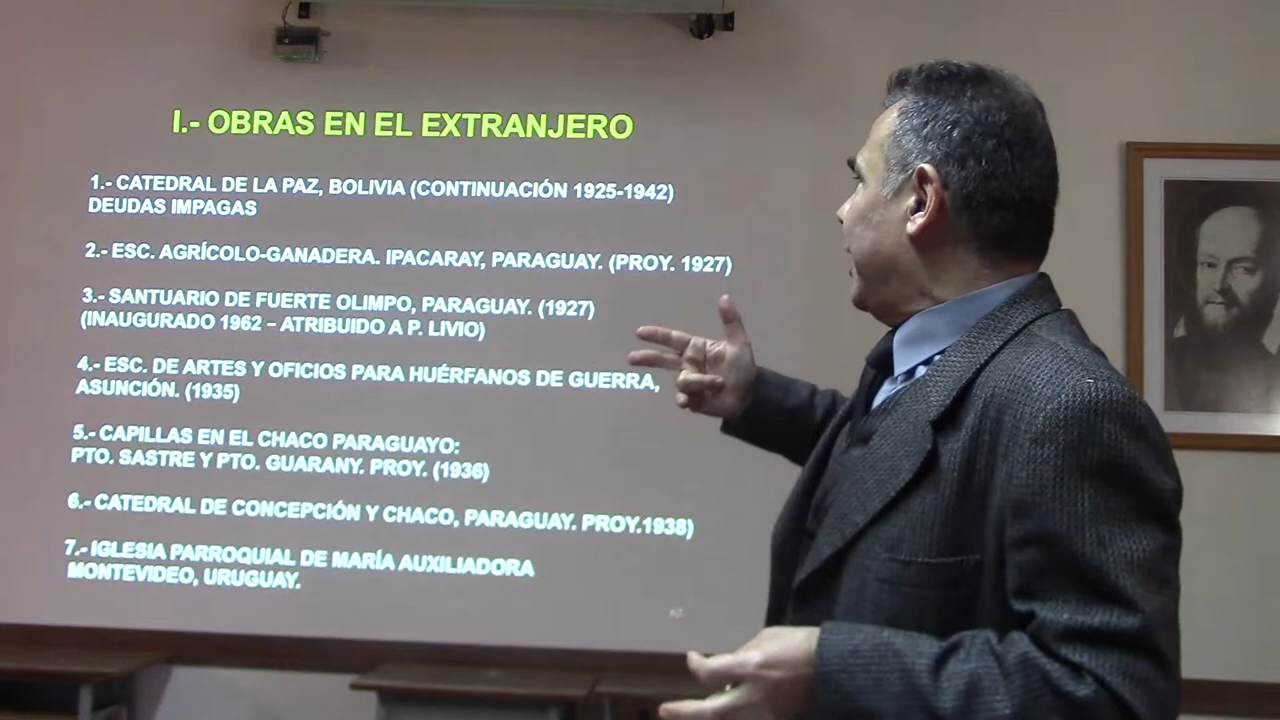 I.- OBRAS EN EL EXTRANJERO
1.- CATEDRAL DE LA PAZ, BOLIVIA (CONTINUACIÓN 1925-1942)
DEUDAS IMPAGAS
2.- ESC. AGRÍCOLO-GANADERA. IPACARAY, PARAGUAY. (PROY. 1927)
3.- SANTUARIO DE FUERTE OLIMPO, PARAGUAY. (1927)
(INAUGURADO 1962 – ATRIBUIDO A P. LIVIO)
4.- ESC. DE ARTES Y OFICIOS PARA HUÉRFANOS DE GUERRA,
ASUNCIÓN. (1935)
5.- CAPILLAS EN EL CHACO PARAGUAYO:
PTO. SASTRE Y PTO. GUARANY. PROY. (1936)
6.- CATEDRAL DE CONCEPCIÓN Y CHACO, PARAGUAY. PROY.1938)
7.- IGLESIA PARROQUIAL DE MARÍA AUXILIADORA
MONTEVIDEO, URUGUAY.